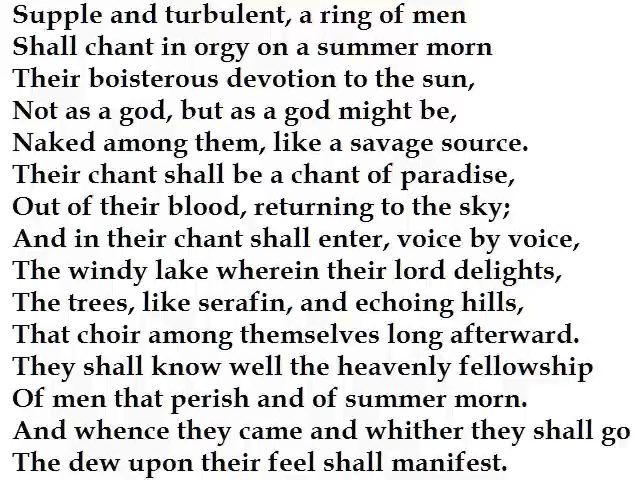 Supple and turbulent, a ring of men
Shall chant in orgy on a summer morn
Their boisterous devotion to the sun,
Not as a god, but as a god might be,
Naked among them, like a savage source.
Their chant shall be a chant of paradise,
Out of their blood, returning to the sky;
And in their chant shall enter, voice by voice,
The windy lake wherein their lord delights,
The trees, like serafin, and echoing hills,
That choir among themselves long afterward.
They shall know well the heavenly fellowship
Of men that perish and of summer morn.
And whence they came and whither they shall go
The dew upon their feel shall manifest.